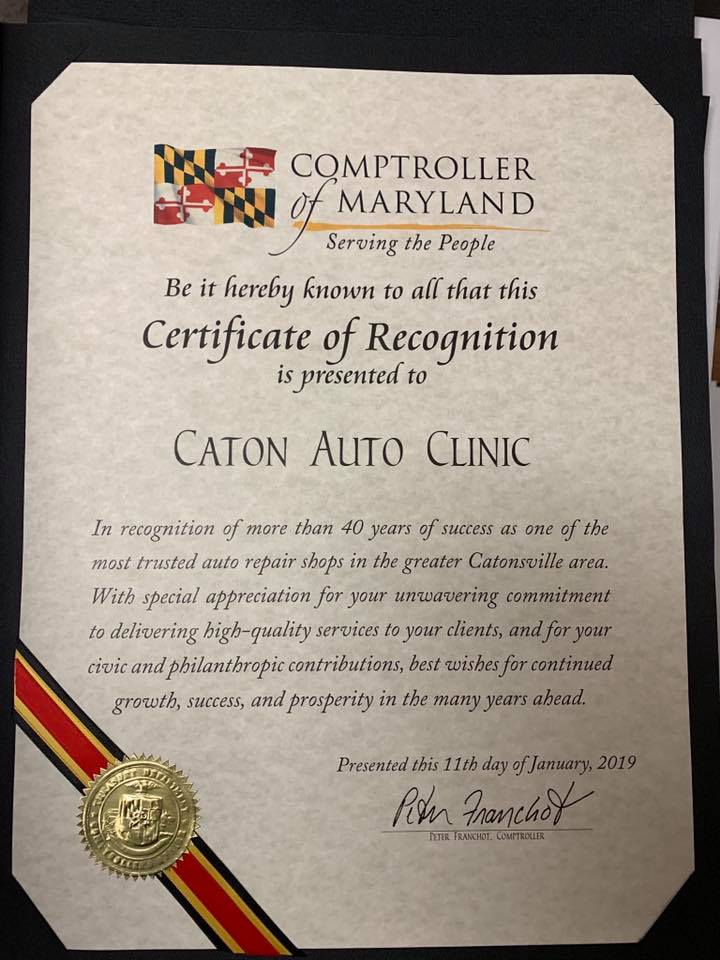 COMPTROLLER
of MARYLAND
Serving the People
Be it hereby known to all that this
Certificate of Recognition
is presented to
CATON AUTO CLINIC
In recognition of more than 40 years of success as one of the
most trusted auto repair shops in the greater Catonsville area.
With special appreciation for your unwavering commitment
to delivering high-quality services to your clients, and for your
civic and philanthropic contributions, best wishes for continued
growth, success, and prosperity in the many years ahead.
Presented this 11th day of January, 2019
Peter Franchot
PETER FRANCHOT, COMPTROLLER